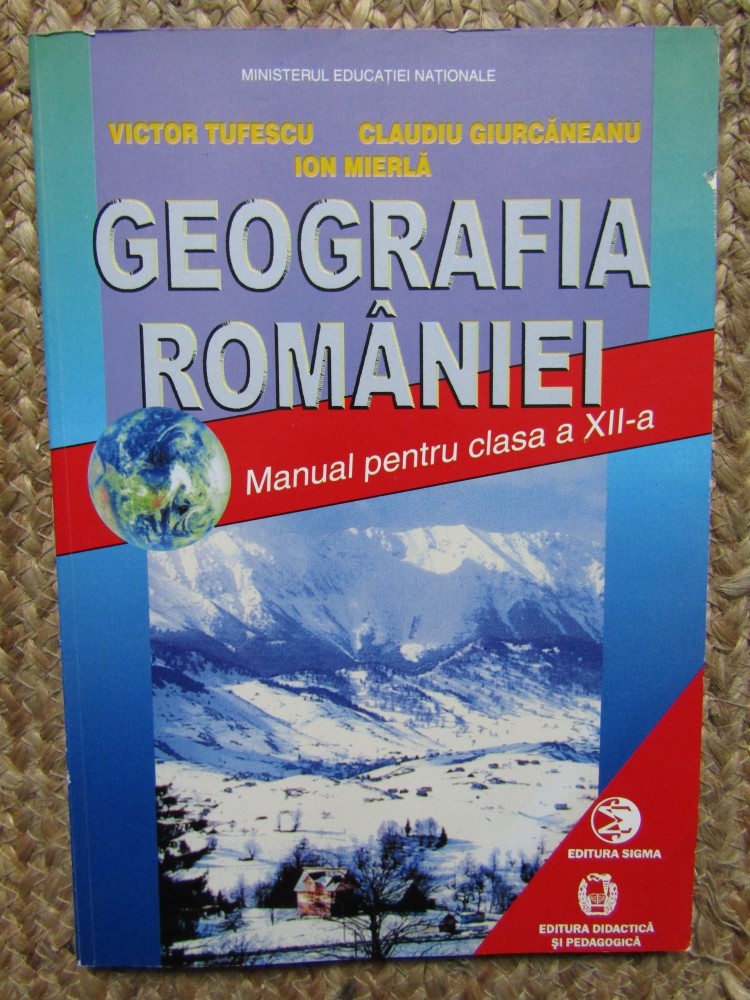 MINISTERUL EDUCAȚIEI NAȚIONALE
VICTOR TUFESCU CLAUDIU GIURCĂNEANU
ION MIERLĂ
GEOGRAFIA
ROMÂNIEI
Manual pentru clasa a XII-a
EDITURA SIGMA
EDITURA DIDACTICĂ
ȘI PEDAGOGICĂ